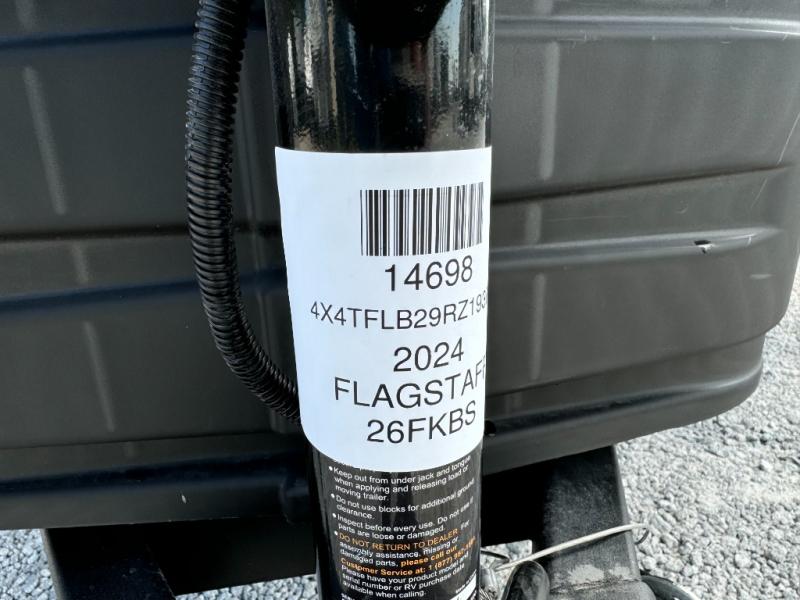 14698
4X4TFLB29RZ193
2024
FLAGSTAFF
26FKBS
• Keep out from under jack and tongue
when applying and releasing load or
moving trailer.
• Do not use blocks for additional ground
clearance.
• Inspect before every use. Do not use if
parts are loose or damaged.
• DO NOT RETURN TO DEALER. For
assembly assistance, missing or
damaged parts, please call our
Customer Service at: 1 (877)
Please have your product model and
serial number or RV purchase date
available when calling.